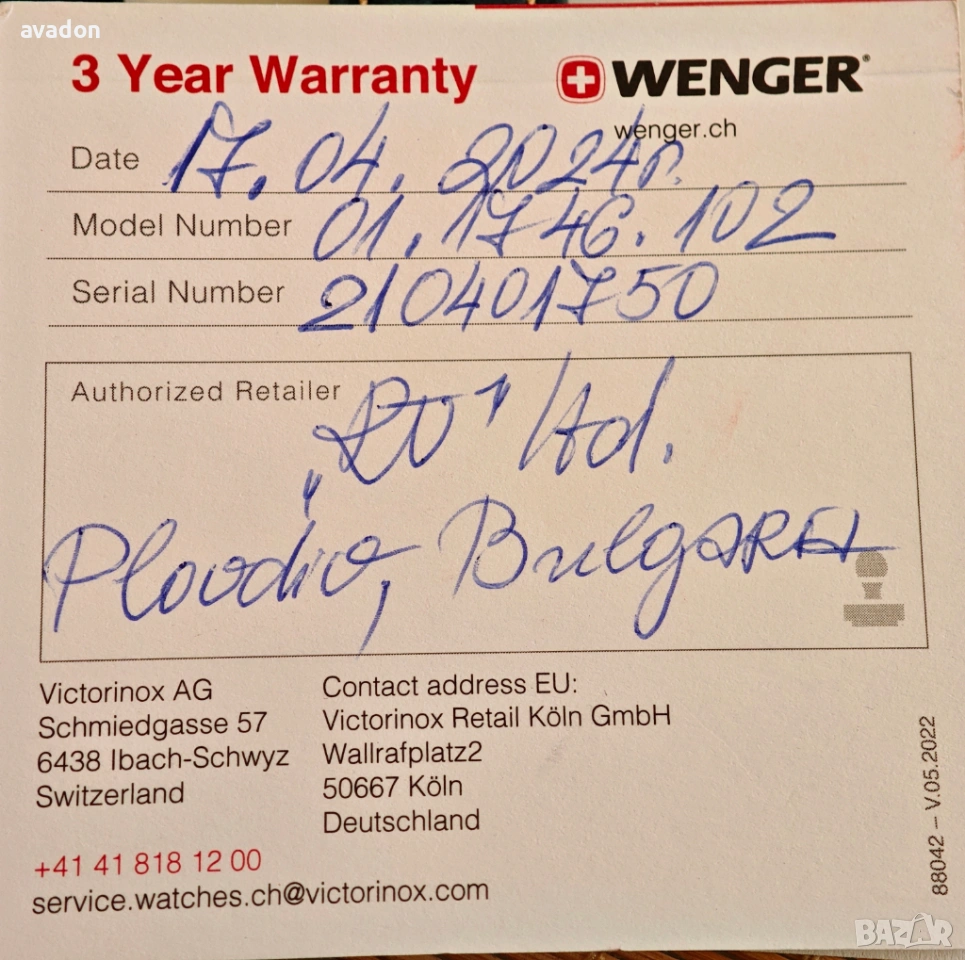 avadon
3 Year Warranty
WENGER®
wenger.ch
Date 17.04.2024г.
Model Number 01.1746.102
Serial Number 210401750
Authorized Retailer
Ltd.
Plovdiv, Bulgaria
Victorinox AG
Schmiedgasse 57
6438 Ibach-Schwyz
Switzerland
+41 41 818 12 00
service.watches.ch@victorinox.com
Contact address EU:
Victorinox Retail Köln GmbH
Wallrafplatz2
50667 Köln
Deutschland
88042 – V.05.2022
BAZAR